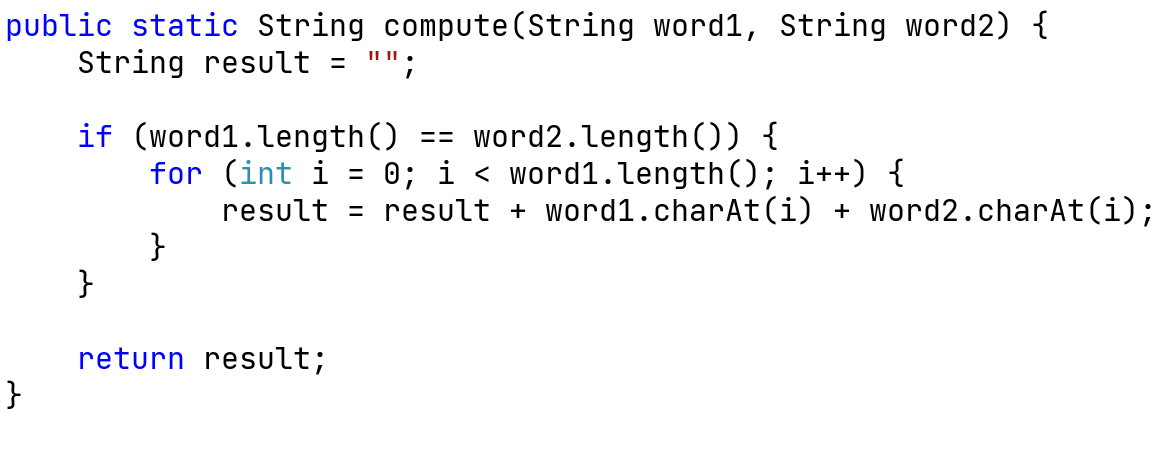 public static String compute(String word1, String word2) {
    String result = "";

    if (word1.length() == word2.length()) {
        for (int i = 0; i < word1.length(); i++) {
            result = result + word1.charAt(i) + word2.charAt(i);
        }
    }

    return result;
}